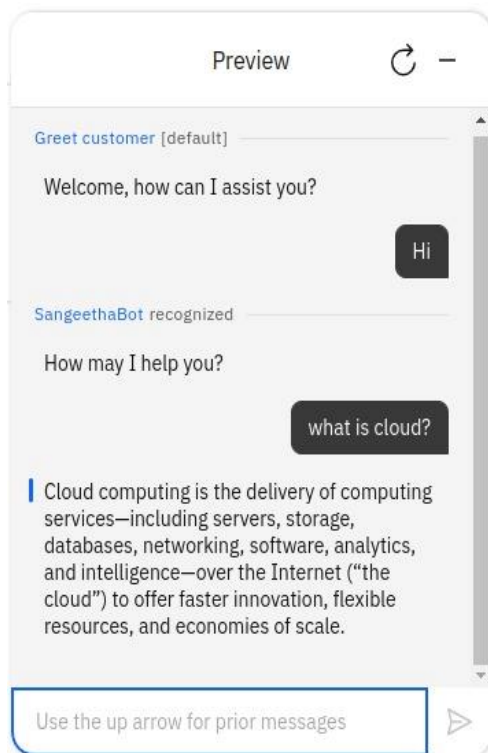 Preview
Greet customer [default]
Welcome, how can I assist you?
Hi
SangeethaBot recognized
How may I help you?
what is cloud?
Cloud computing is the delivery of computing
services—including servers, storage,
databases, networking, software, analytics,
and intelligence—over the Internet (“the
cloud”) to offer faster innovation, flexible
resources, and economies of scale.
Use the up arrow for prior messages